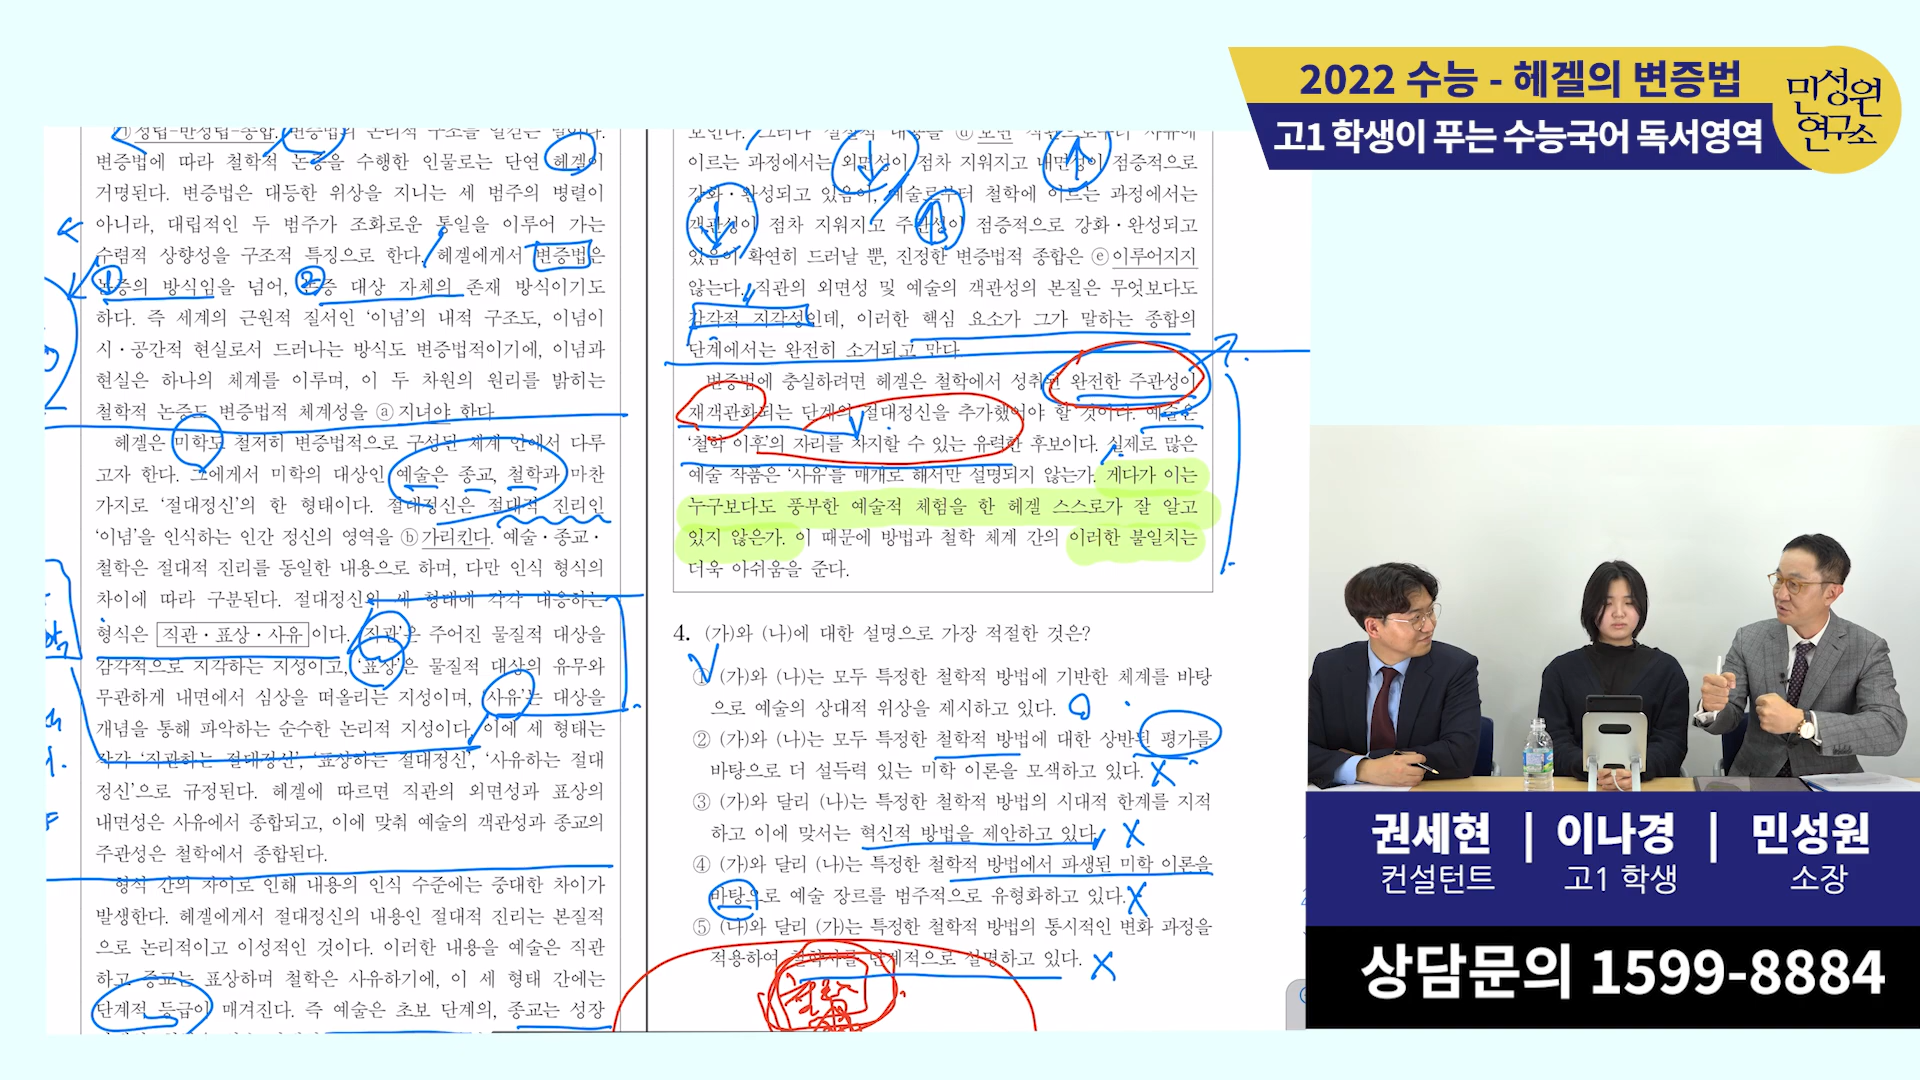 2022 수능 - 헤겔의 변증법
고1 학생이 푸는 수능국어 독서영역
민성원
연구소
정립-반정립-종합. 변증법의 논리적 구조를 일컫는 말이다.
변증법에 따라 철학적 논증을 수행한 인물로는 단연 헤겔이
거명된다. 변증법은 대등한 위상을 지니는 세 범주의 병렬이
아니라, 대립적인 두 범주가 조화로운 통일을 이루어 가는
수렴적 상향성을 구조적 특징으로 한다. 헤겔에게서 변증법은
논증의 방식임을 넘어, 논증 대상 자체의 존재 방식이기도
하다. 즉 세계의 근원적 질서인 ‘이념’의 내적 구조도, 이념이
시·공간적 현실로서 드러나는 방식도 변증법적이기에, 이념과
현실은 하나의 체계를 이루며, 이 두 차원의 원리를 밝히는
철학적 논증도 변증법적 체계성을 ⓐ지녀야 한다.
헤겔은 미학도 철저히 변증법적으로 구성된 체계 안에서 다루
고자 한다. 그에게서 미학의 대상인 예술은 종교, 철학과 마찬
가지로 ‘절대정신’의 한 형태이다. 절대정신은 절대적 진리인
‘이념’을 인식하는 인간 정신의 영역을 ⓑ가리킨다. 예술·종교·
철학은 절대적 진리를 동일한 내용으로 하며, 다만 인식 형식의
차이에 따라 구분된다. 절대정신의 세 형태에 각각 대응하는
형식은 직관·표상·사유 이다. ‘직관’은 주어진 물질적 대상을
감각적으로 지각하는 지성이고, ‘표상’은 물질적 대상의 유무와
무관하게 내면에서 심상을 떠올리는 지성이며, ‘사유’는 대상을
개념을 통해 파악하는 순수한 논리적 지성이다. 이에 세 형태는
각각 ‘직관하는 절대정신’, ‘표상하는 절대정신’, ‘사유하는 절대
정신’으로 규정된다. 헤겔에 따르면 직관의 외면성과 표상의
내면성은 사유에서 종합되고, 이에 맞춰 예술의 객관성과 종교의
주관성은 철학에서 종합된다.
형식 간의 차이로 인해 내용의 인식 수준에는 중대한 차이가
발생한다. 헤겔에게서 절대정신의 내용인 절대적 진리는 본질적
으로 논리적이고 이성적인 것이다. 이러한 내용을 예술은 직관
하고 종교는 표상하며 철학은 사유하기에, 이 세 형태 간에는
단계적 등급이 매겨진다. 즉 예술은 초보 단계의, 종교는 성장
이르는 과정에서는 외면성이 점차 지워지고 내면성이 점증적으로
강화·완성되고 있음이, 예술로부터 철학에 이르는 과정에서는
객관성이 점차 지워지고 주관성이 점증적으로 강화·완성되고
있음이 확연히 드러날 뿐, 진정한 변증법적 종합은 ⓔ이루어지지
않는다. 직관의 외면성 및 예술의 객관성의 본질은 무엇보다도
감각적 지각성인데, 이러한 핵심 요소가 그가 말하는 종합의
단계에서는 완전히 소거되고 만다.
변증법에 충실하려면 헤겔은 철학에서 성취된 완전한 주관성이
재객관화되는 단계의 절대정신을 추가했어야 할 것이다. 예술은
‘철학 이후’의 자리를 차지할 수 있는 유력한 후보이다. 실제로 많은
예술 작품은 ‘사유’를 매개로 해서만 설명되지 않는가. 게다가 이는
누구보다도 풍부한 예술적 체험을 한 헤겔 스스로가 잘 알고
있지 않은가. 이 때문에 방법과 철학 체계 간의 이러한 불일치는
더욱 아쉬움을 준다.
4. (가)와 (나)에 대한 설명으로 가장 적절한 것은?
① (가)와 (나)는 모두 특정한 철학적 방법에 기반한 체계를 바탕
으로 예술의 상대적 위상을 제시하고 있다.
② (가)와 (나)는 모두 특정한 철학적 방법에 대한 상반된 평가를
바탕으로 더 설득력 있는 미학 이론을 모색하고 있다.
③ (가)와 달리 (나)는 특정한 철학적 방법의 시대적 한계를 지적
하고 이에 맞서는 혁신적 방법을 제안하고 있다.
④ (가)와 달리 (나)는 특정한 철학적 방법에서 파생된 미학 이론을
바탕으로 예술 장르를 범주적으로 유형화하고 있다.
⑤ (나)와 달리 (가)는 특정한 철학적 방법의 통시적인 변화 과정을
적용하여 철학사를 단계적으로 설명하고 있다.
권세현 | 이나경 | 민성원
컨설턴트 고1 학생 소장
상담문의 1599-8884